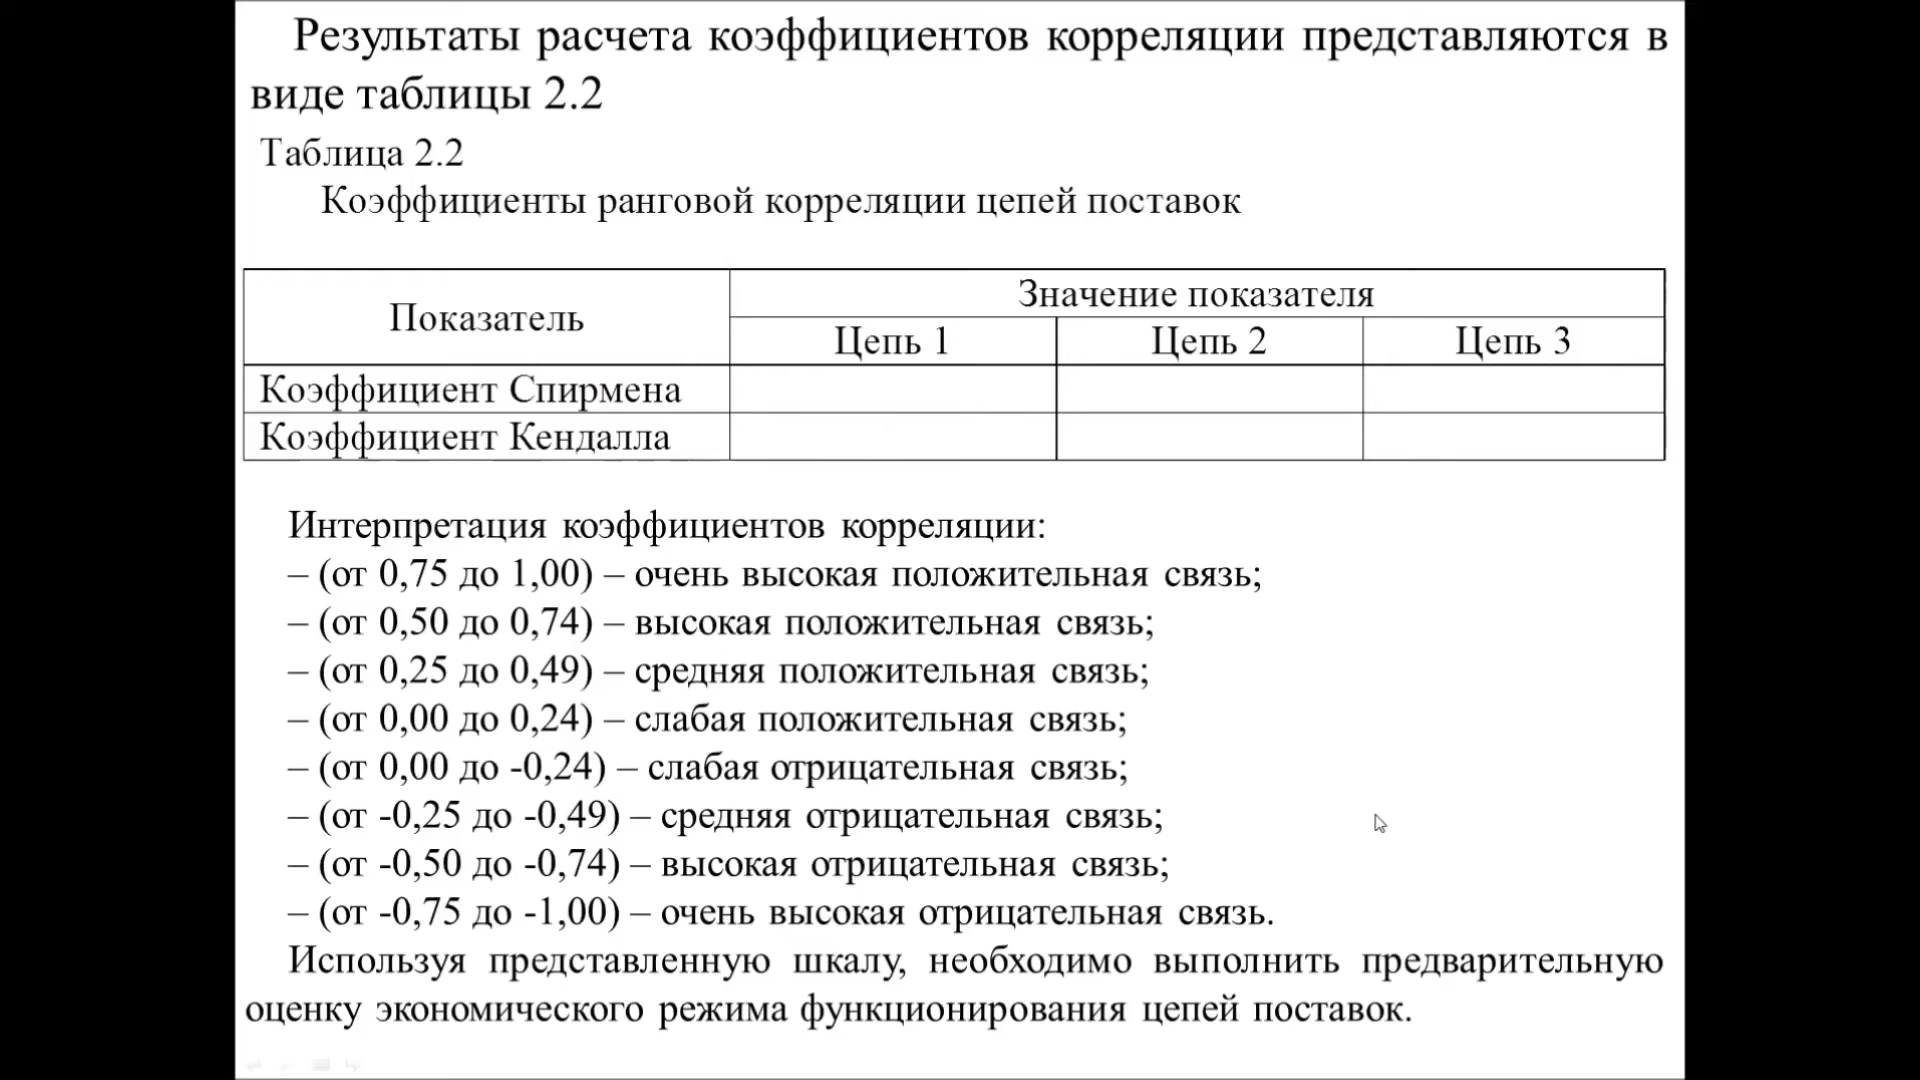 Результаты расчета коэффициентов корреляции представляются в
виде таблицы 2.2
Таблица 2.2
Коэффициенты ранговой корреляции цепей поставок
Показатель
Значение показателя
Цепь 1
Цепь 2
Цепь 3
Коэффициент Спирмена
Коэффициент Кендалла
Интерпретация коэффициентов корреляции:
– (от 0,75 до 1,00) – очень высокая положительная связь;
– (от 0,50 до 0,74) – высокая положительная связь;
– (от 0,25 до 0,49) – средняя положительная связь;
– (от 0,00 до 0,24) – слабая положительная связь;
– (от 0,00 до -0,24) – слабая отрицательная связь;
– (от -0,25 до -0,49) – средняя отрицательная связь;
– (от -0,50 до -0,74) – высокая отрицательная связь;
– (от -0,75 до -1,00) – очень высокая отрицательная связь.
Используя представленную шкалу, необходимо выполнить предварительную
оценку экономического режима функционирования цепей поставок.